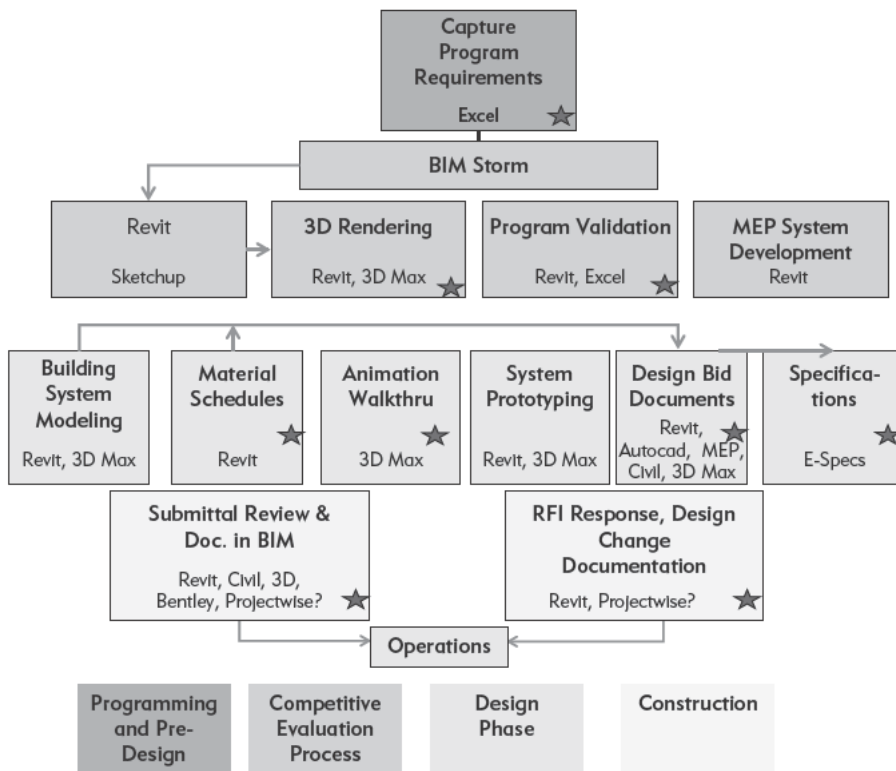 Capture
Program
Requirements
Excel
BIM Storm
Revit
Sketchup
3D Rendering
Revit, 3D Max
Program Validation
Revit, Excel
MEP System
Development
Revit
Building
System
Modeling
Revit, 3D Max
Material
Schedules
Revit
Animation
Walkthru
3D Max
System
Prototyping
Revit, 3D Max
Design Bid
Documents
Revit,
Autocad, MEP,
Civil, 3D Max
Specifica-
tions
E-Specs
Submittal Review &
Doc. in BIM
Revit, Civil, 3D,
Bentley, Projectwise?
RFI Response, Design
Change
Documentation
Revit, Projectwise?
Operations
Programming
and Pre-
Design
Competitive
Evaluation
Process
Design
Phase
Construction